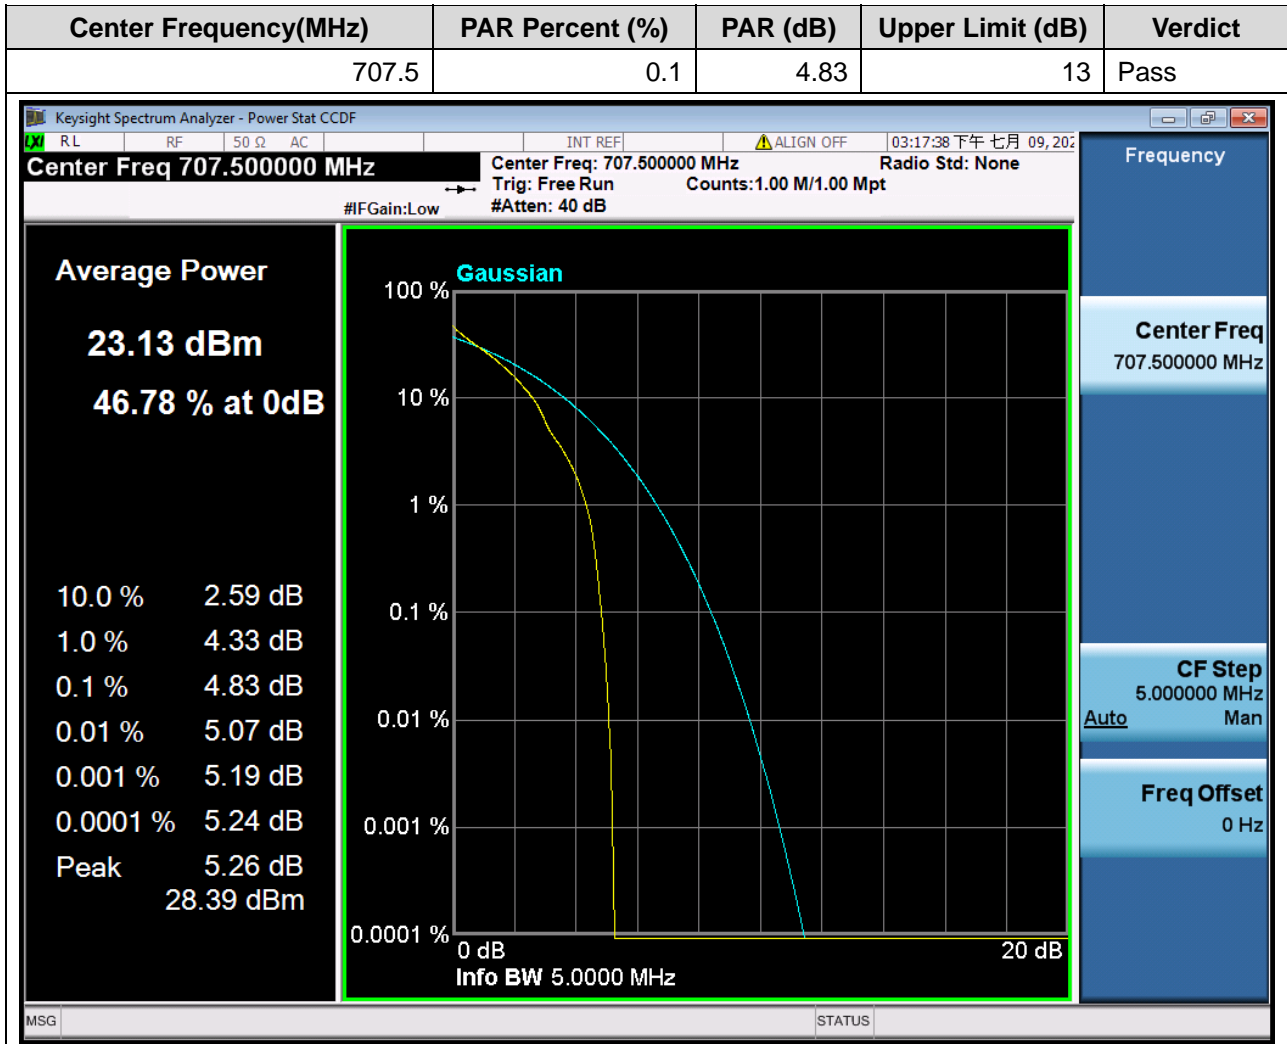 Center Frequency(MHz) PAR Percent (%) PAR (dB) Upper Limit (dB) Verdict
707.5 0.1 4.83 13 Pass
Keysight Spectrum Analyzer - Power Stat CCDF
LXI RL RF 50 Ω AC INT REF ALIGN OFF 03:17:38 下午 七月 09, 202
Center Freq 707.500000 MHz
Center Freq: 707.500000 MHz Radio Std: None
Trig: Free Run Counts:1.00 M/1.00 Mpt
#IFGain:Low #Atten: 40 dB
Average Power
23.13 dBm
46.78 % at 0dB
10.0 % 2.59 dB
1.0 % 4.33 dB
0.1 % 4.83 dB
0.01 % 5.07 dB
0.001 % 5.19 dB
0.0001 % 5.24 dB
Peak 5.26 dB
28.39 dBm
Gaussian
100 %
10 %
1 %
0.1 %
0.01 %
0.001 %
0.0001 %
0 dB 20 dB
Info BW 5.0000 MHz
Frequency
Center Freq
707.500000 MHz
CF Step
5.000000 MHz
Auto Man
Freq Offset
0 Hz
MSG STATUS